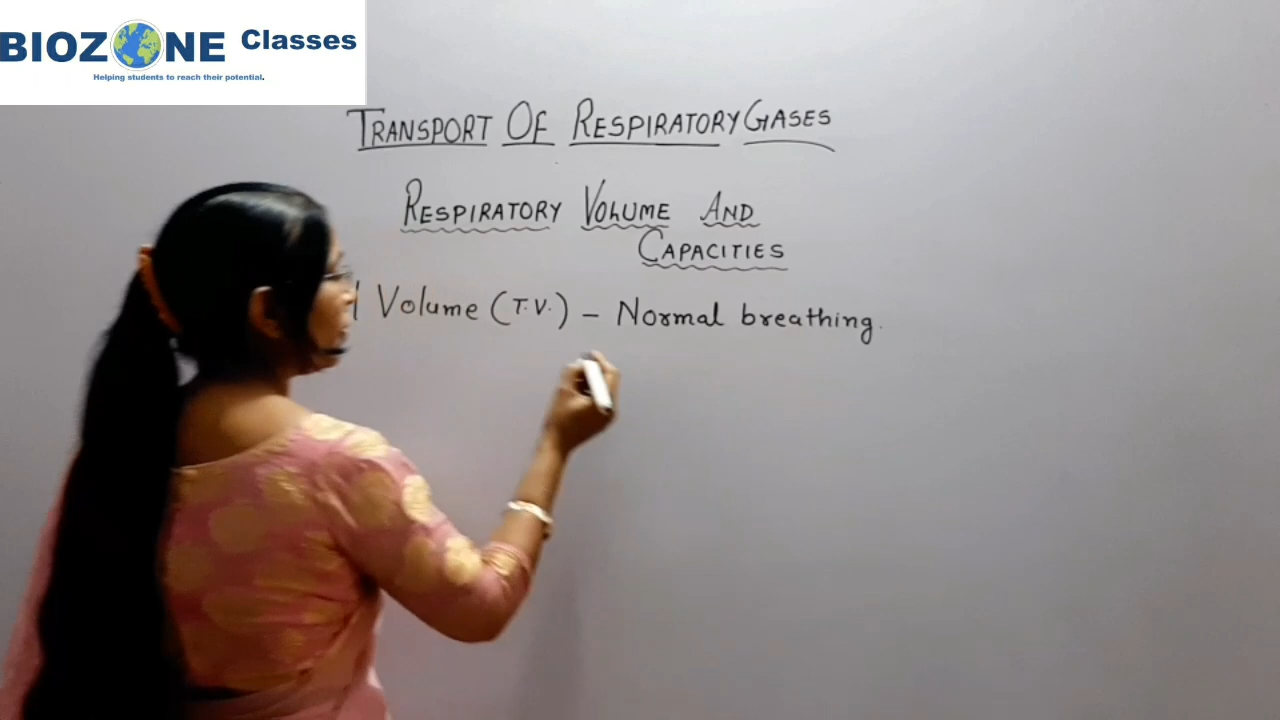 BIOZONE Classes
Helping students to reach their potential.
TRANSPORT OF RESPIRATORY GASES
RESPIRATORY VOLUME AND
CAPACITIES
Volume (T.V.) – Normal breathing.